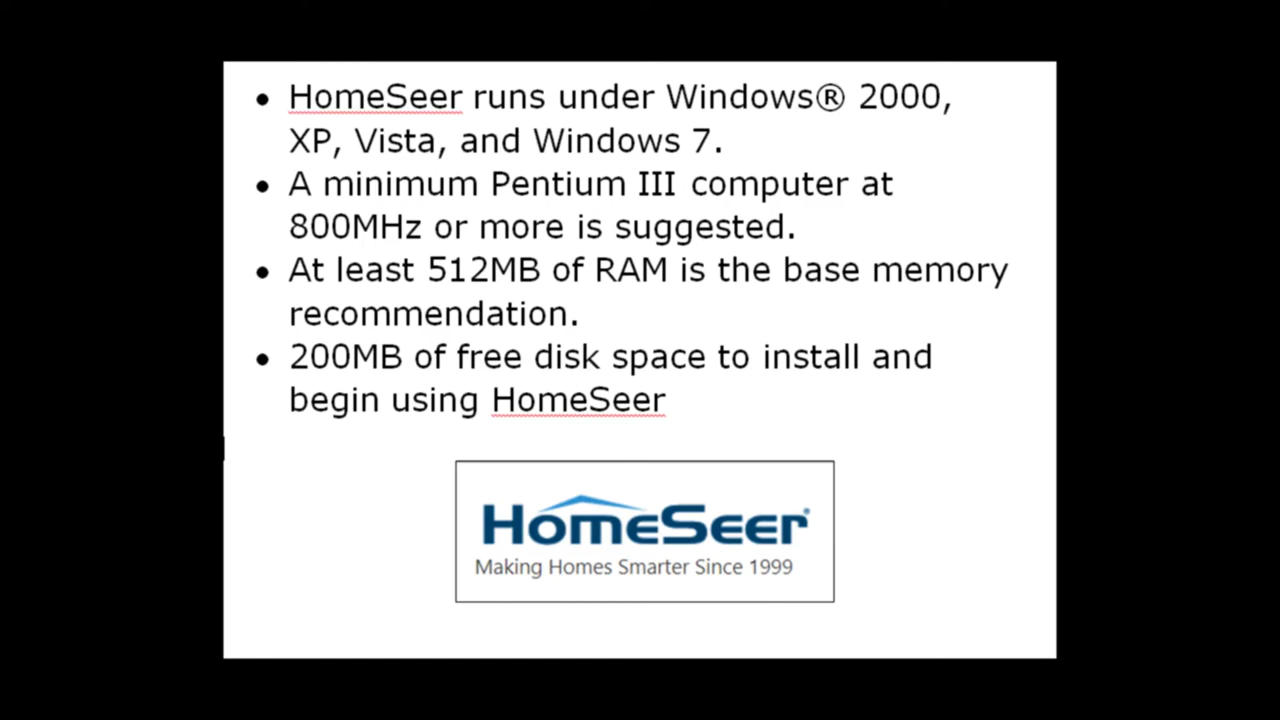 • HomeSeer runs under Windows® 2000,
XP, Vista, and Windows 7.
• A minimum Pentium III computer at
800MHz or more is suggested.
• At least 512MB of RAM is the base memory
recommendation.
• 200MB of free disk space to install and
begin using HomeSeer
HomeSeer®
Making Homes Smarter Since 1999